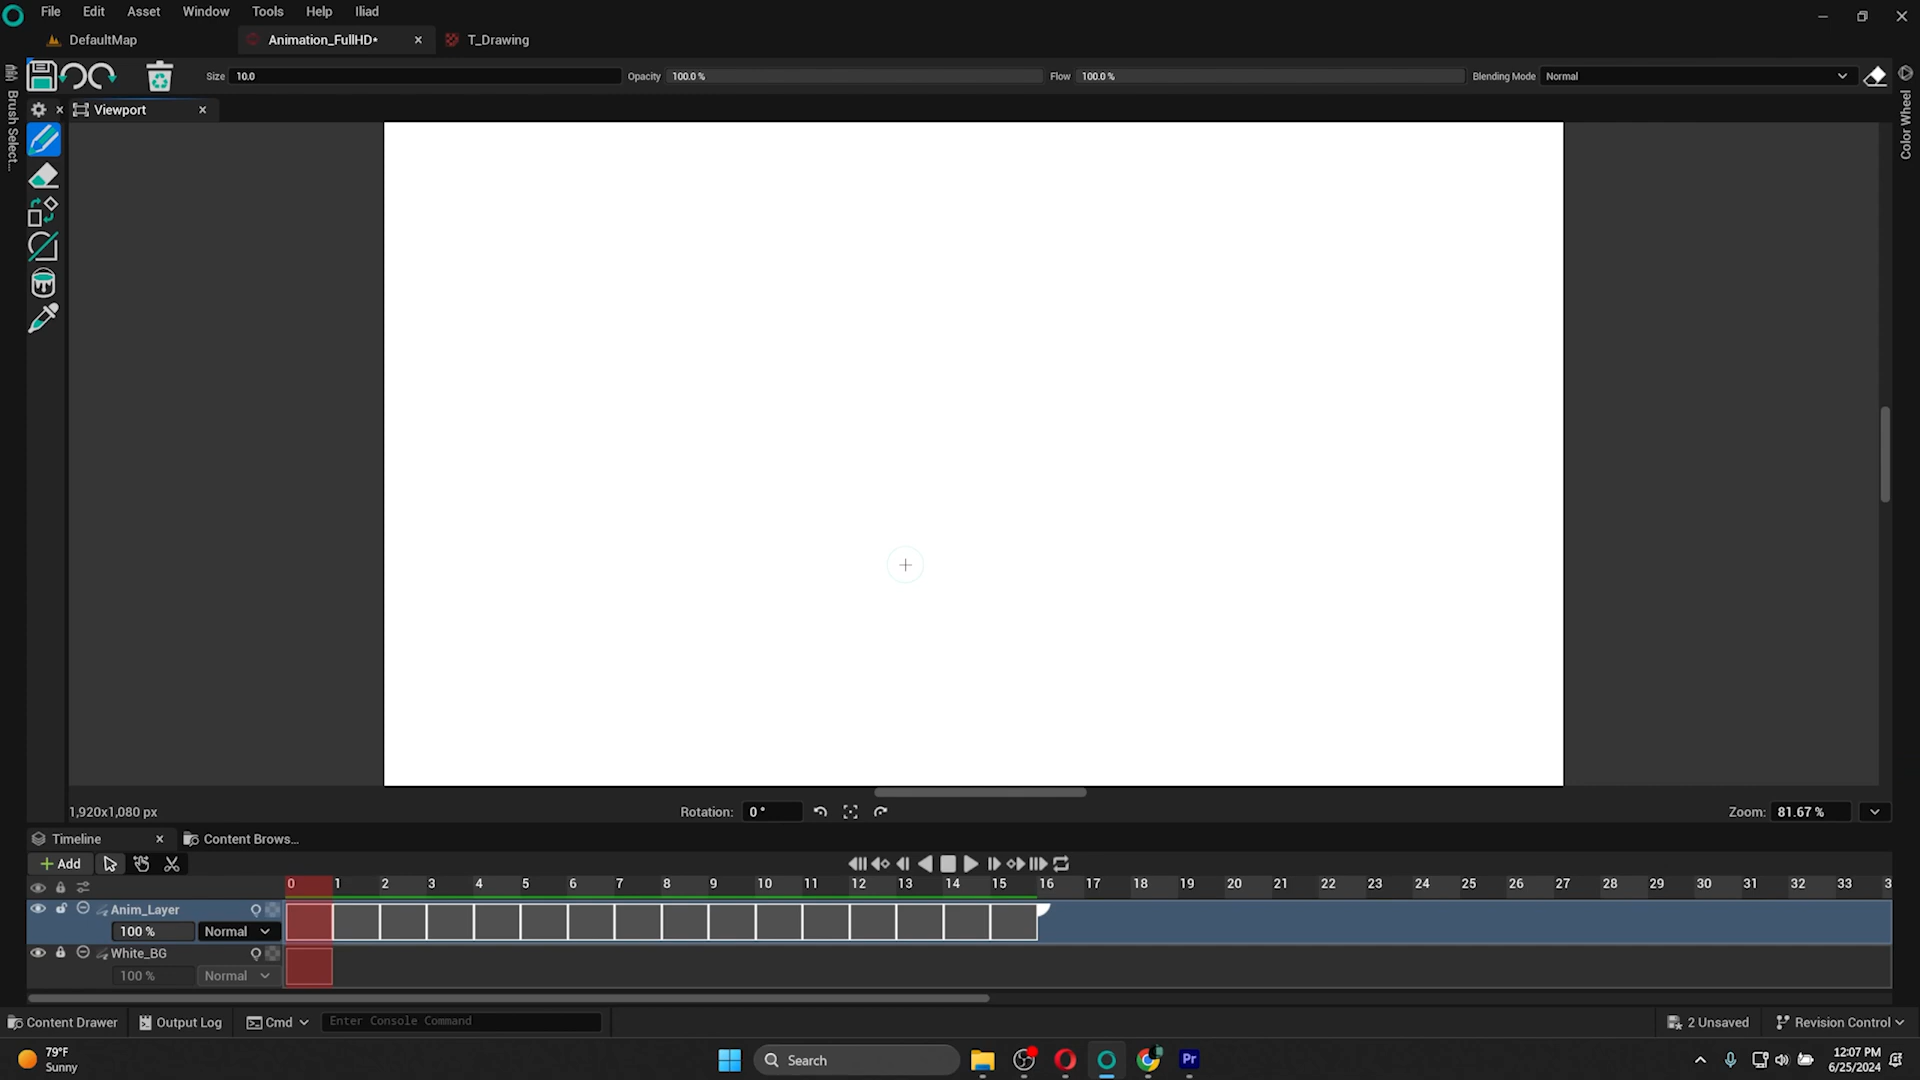 File Edit Asset Window Tools Help Iliad
DefaultMap Animation_FullHD* T_Drawing
Size 10.0 Opacity 100.0 % Flow 100.0 % Blending Mode Normal
Brush Select...
Color Wheel
Viewport
1,920x1,080 px Rotation: 0 ° Zoom: 81.67 %
Timeline Content Brows...
+ Add
0 1 2 3 4 5 6 7 8 9 10 11 12 13 14 15 16 17 18 19 20 21 22 23 24 25 26 27 28 29 30 31 32 33 3
Anim_Layer
100 % Normal
White_BG
100 % Normal
Content Drawer Output Log Cmd Enter Console Command 2 Unsaved Revision Control
79°F
Sunny
Search
Pr
12:07 PM
6/25/2024